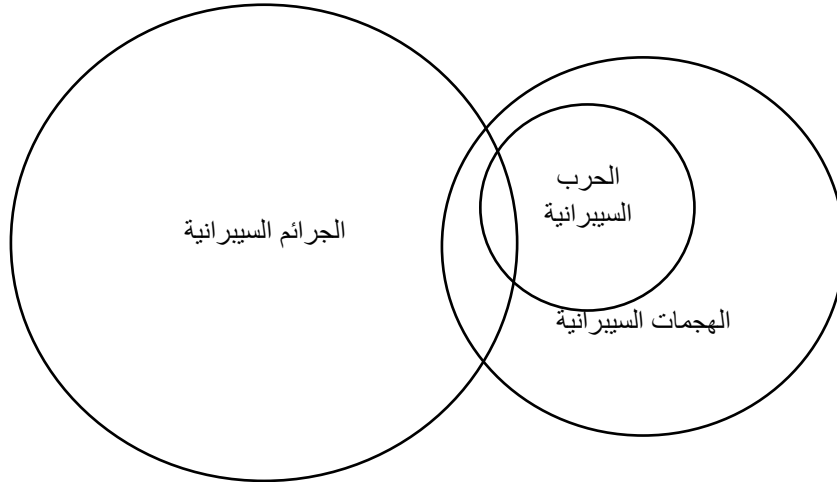 الحرب
السيبرانية
الجرائم السيبرانية
الهجمات السيبرانية